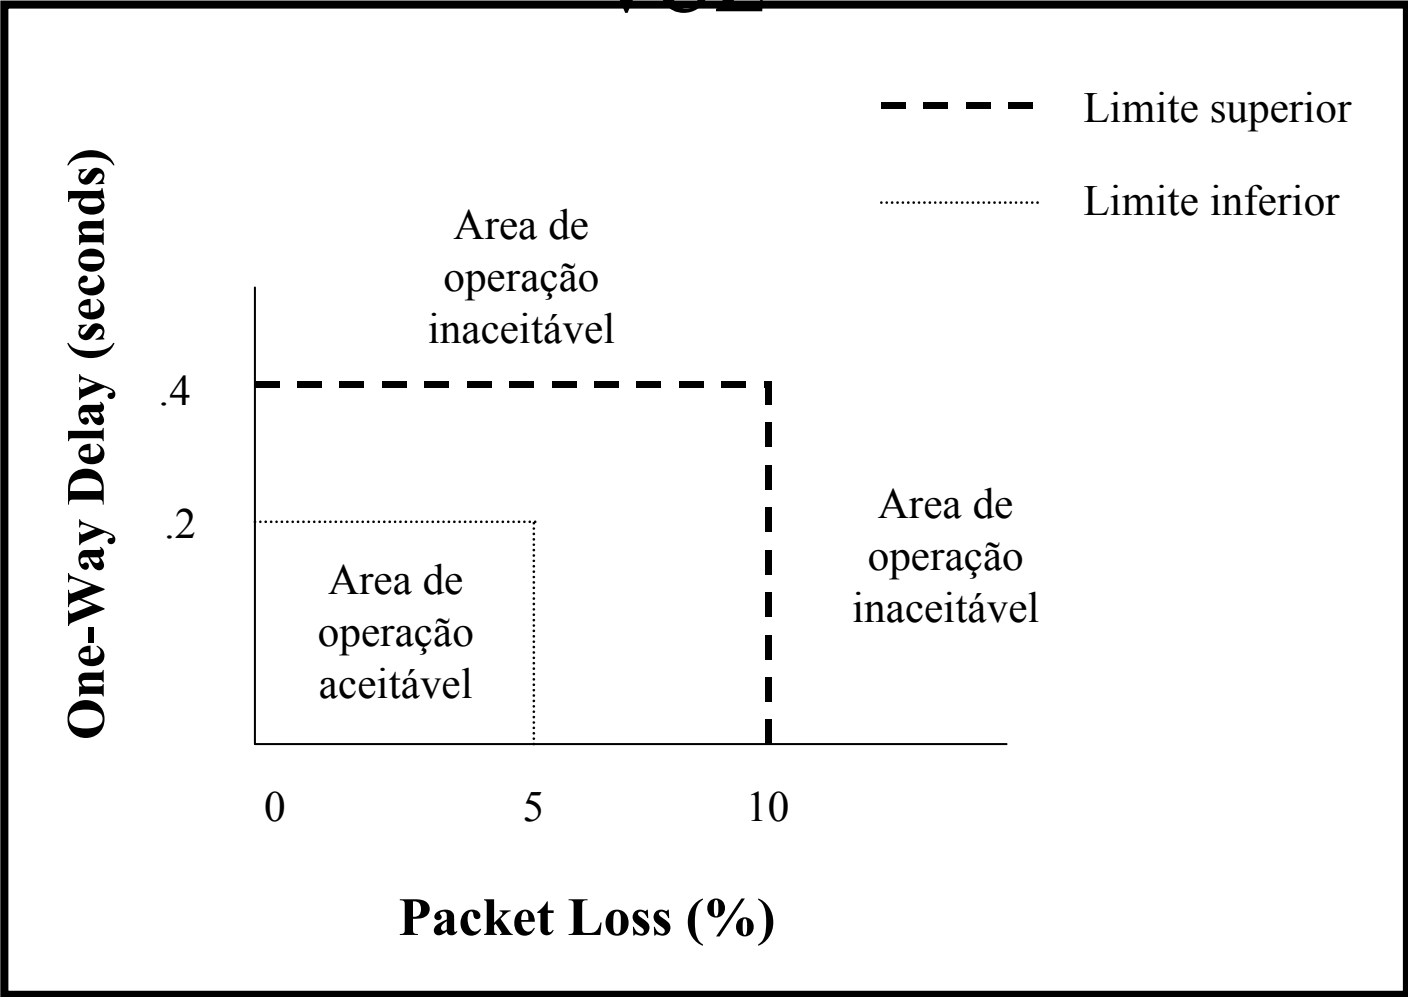 Limite superior
Limite inferior
Area de
operação
inaceitável
One-Way Delay (seconds)
.4
.2
Area de
operação
aceitável
Area de
operação
inaceitável
0 5 10
Packet Loss (%)